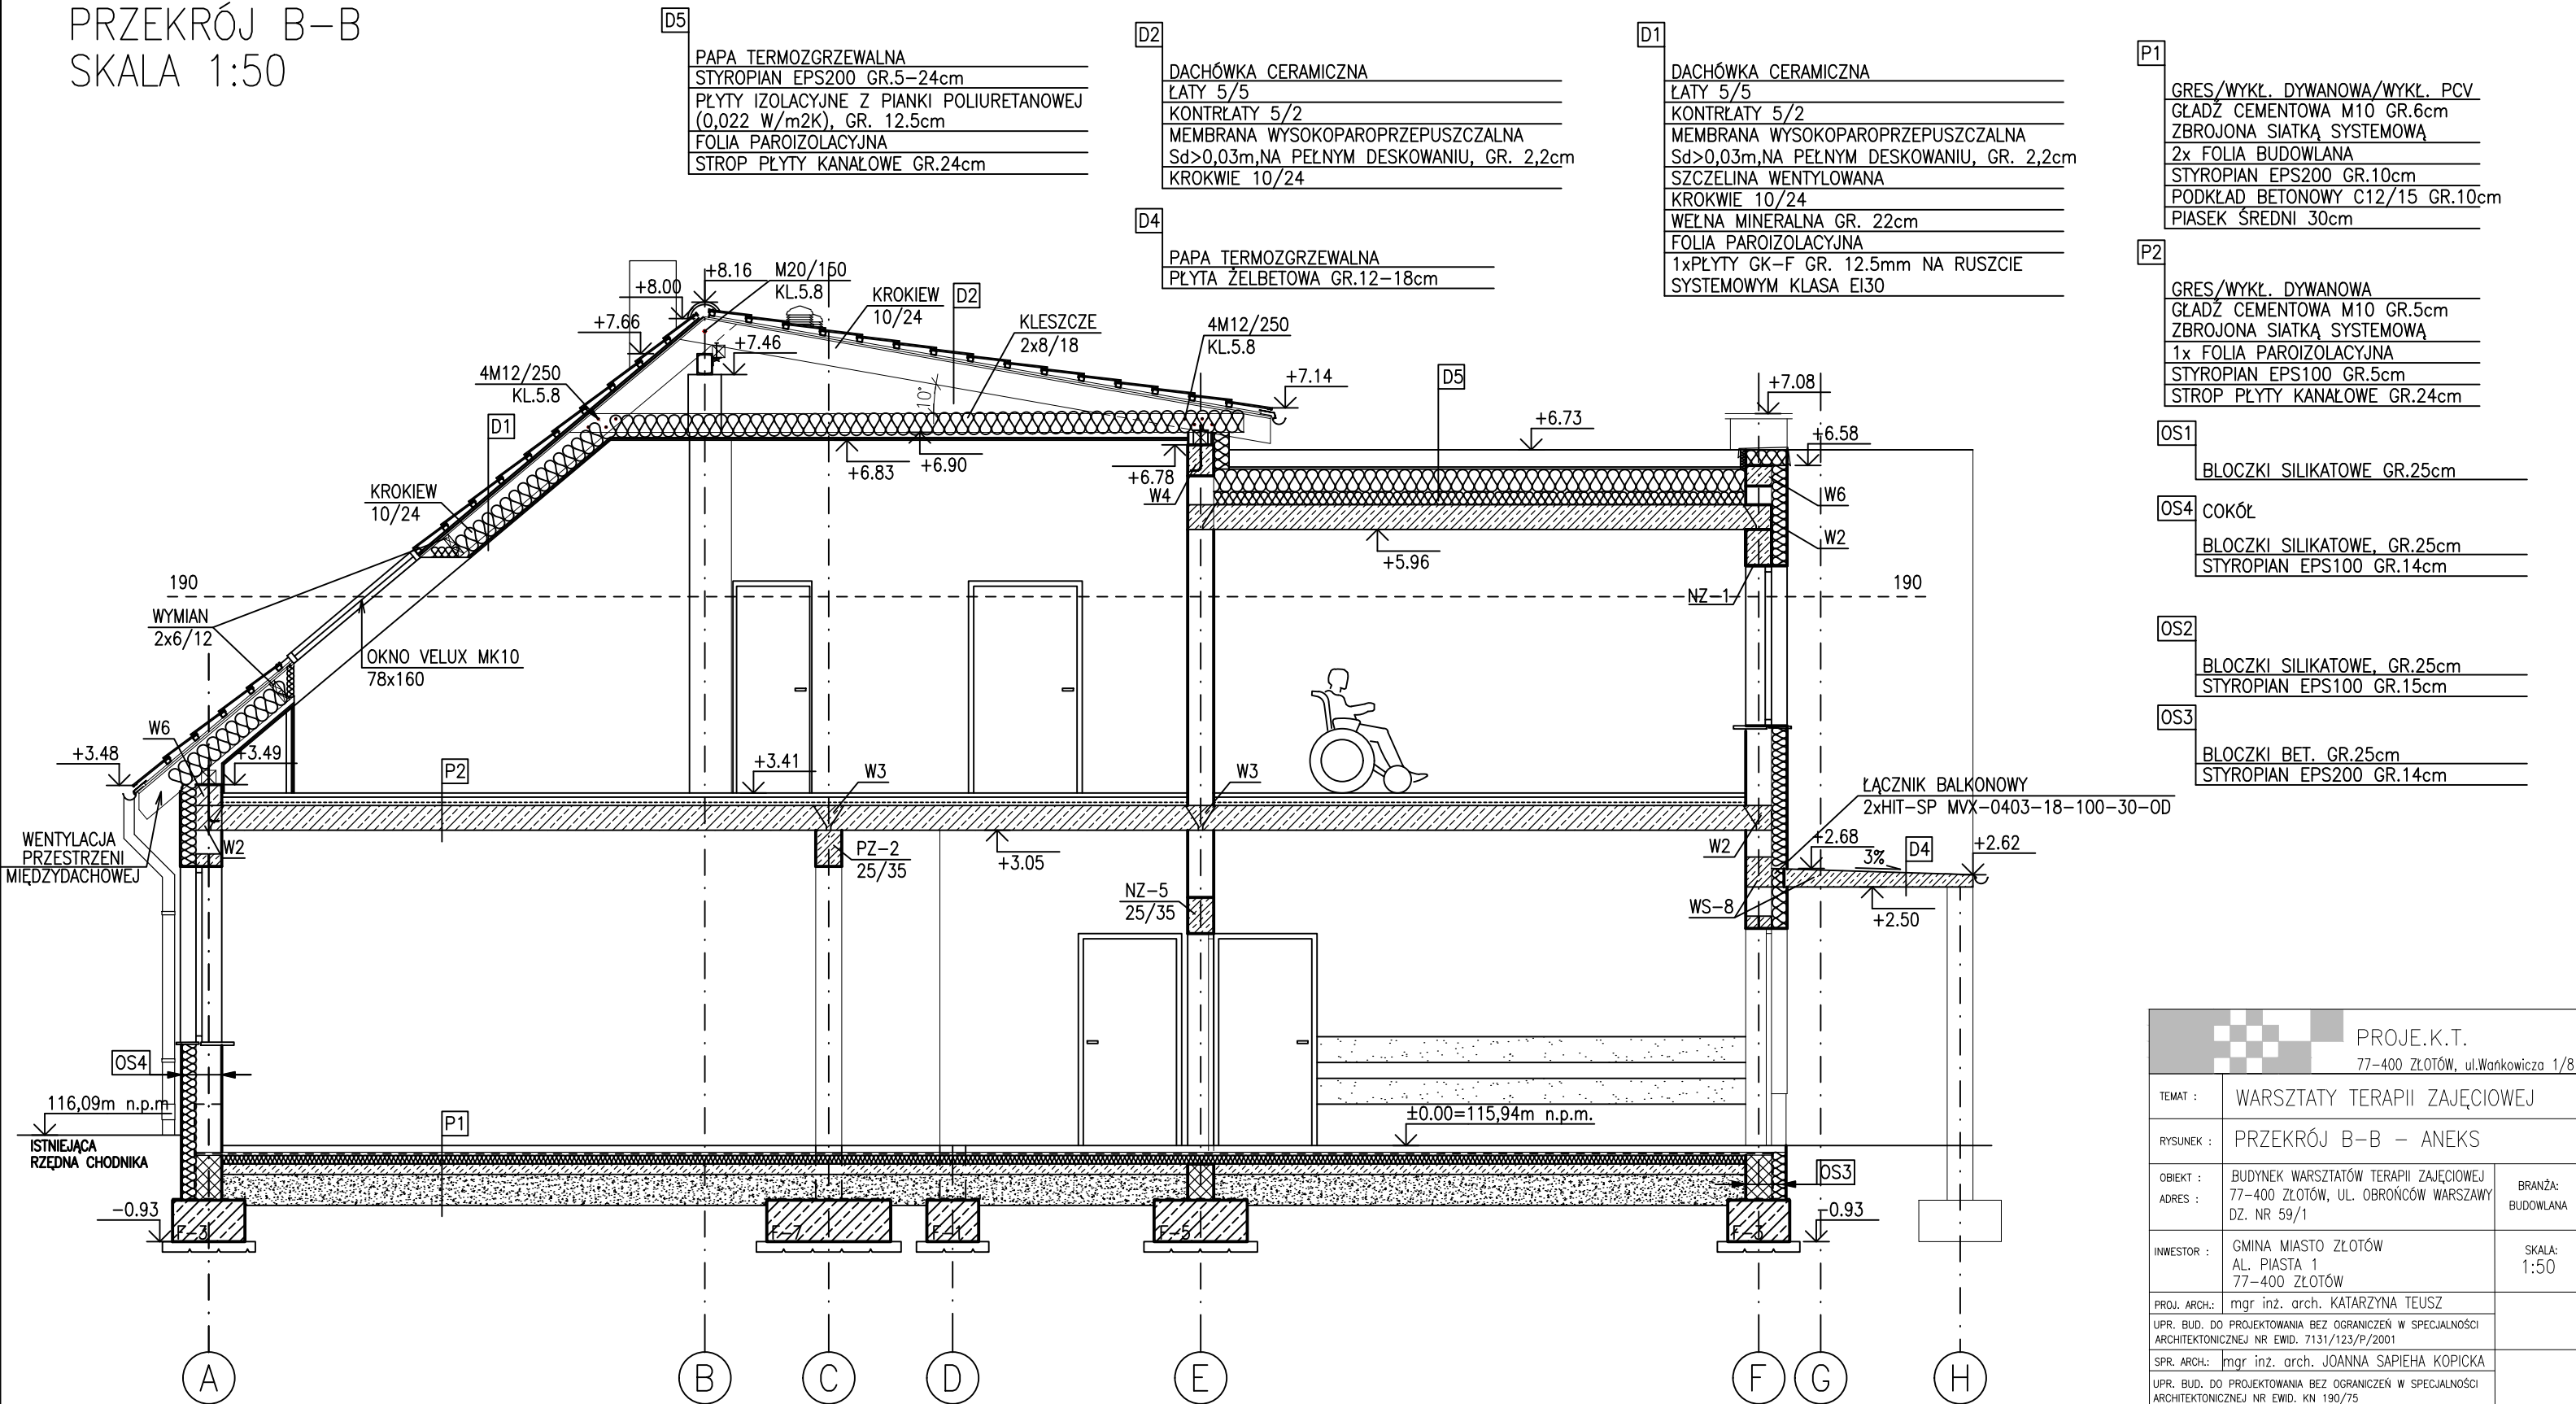 PRZEKRÓJ B-B
SKALA 1:50
D5
PAPA TERMOZGRZEWALNA
STYROPIAN EPS200 GR.5-24cm
PŁYTY IZOLACYJNE Z PIANKI POLIURETANOWEJ
(0,022 W/m2K), GR. 12.5cm
FOLIA PAROIZOLACYJNA
STROP PŁYTY KANAŁOWE GR.24cm
D2
DACHÓWKA CERAMICZNA
ŁATY 5/5
KONTRŁATY 5/2
MEMBRANA WYSOKOPAROPRZEPUSZCZALNA
Sd>0,03m,NA PEŁNYM DESKOWANIU, GR. 2,2cm
KROKWIE 10/24
D4
PAPA TERMOZGRZEWALNA
PŁYTA ŻELBETOWA GR.12-18cm
D1
DACHÓWKA CERAMICZNA
ŁATY 5/5
KONTRŁATY 5/2
MEMBRANA WYSOKOPAROPRZEPUSZCZALNA
Sd>0,03m,NA PEŁNYM DESKOWANIU, GR. 2,2cm
SZCZELINA WENTYLOWANA
KROKWIE 10/24
WEŁNA MINERALNA GR. 22cm
FOLIA PAROIZOLACYJNA
1xPŁYTY GK-F GR. 12.5mm NA RUSZCIE
SYSTEMOWYM KLASA EI30
P1
GRES/WYKŁ. DYWANOWA/WYKŁ. PCV
GŁADŹ CEMENTOWA M10 GR.6cm
ZBROJONA SIATKĄ SYSTEMOWĄ
2x FOLIA BUDOWLANA
STYROPIAN EPS200 GR.10cm
PODKŁAD BETONOWY C12/15 GR.10cm
PIASEK ŚREDNI 30cm
P2
GRES/WYKŁ. DYWANOWA
GŁADŹ CEMENTOWA M10 GR.5cm
ZBROJONA SIATKĄ SYSTEMOWĄ
1x FOLIA PAROIZOLACYJNA
STYROPIAN EPS100 GR.5cm
STROP PŁYTY KANAŁOWE GR.24cm
OS1
BLOCZKI SILIKATOWE GR.25cm
OS4 COKÓŁ
BLOCZKI SILIKATOWE, GR.25cm
STYROPIAN EPS100 GR.14cm
OS2
BLOCZKI SILIKATOWE, GR.25cm
STYROPIAN EPS100 GR.15cm
OS3
BLOCZKI BET. GR.25cm
STYROPIAN EPS200 GR.14cm
+8.16
M20/150
KL.5.8
+8.00
KROKIEW
10/24
D2
+7.66
KLESZCZE
2x8/18
4M12/250
KL.5.8
+7.46
4M12/250
KL.5.8
10°
+7.14
D5
+7.08
D1
+6.73
+6.58
+6.83
+6.90
+6.78
W4
KROKIEW
10/24
W6
W2
+5.96
190
190
NZ-1
WYMIAN
2x6/12
OKNO VELUX MK10
78x160
W6
+3.48
+3.49
P2
+3.41
W3
W3
ŁĄCZNIK BALKONOWY
2xHIT-SP MVX-0403-18-100-30-OD
WENTYLACJA
PRZESTRZENI
MIĘDZYDACHOWEJ
W2
PZ-2
25/35
+3.05
W2
+2.68
3%
D4
+2.62
NZ-5
25/35
WS-8
+2.50
OS4
116,09m n.p.m
ISTNIEJĄCA
RZĘDNA CHODNIKA
P1
±0.00=115,94m n.p.m.
OS3
-0.93
-0.93
F-3
F-7
F-1
F-5
F-3
A
B
C
D
E
F
G
H
PROJE.K.T.
77-400 ZŁOTÓW, ul.Wańkowicza 1/8
TEMAT :
WARSZTATY TERAPII ZAJĘCIOWEJ
RYSUNEK :
PRZEKRÓJ B-B - ANEKS
OBIEKT :
ADRES :
BUDYNEK WARSZTATÓW TERAPII ZAJĘCIOWEJ
77-400 ZŁOTÓW, UL. OBROŃCÓW WARSZAWY
DZ. NR 59/1
BRANŻA:
BUDOWLANA
INWESTOR :
GMINA MIASTO ZŁOTÓW
AL. PIASTA 1
77-400 ZŁOTÓW
SKALA:
1:50
PROJ. ARCH.: mgr inż. arch. KATARZYNA TEUSZ
UPR. BUD. DO PROJEKTOWANIA BEZ OGRANICZEŃ W SPECJALNOŚCI
ARCHITEKTONICZNEJ NR EWID. 7131/123/P/2001
SPR. ARCH.: mgr inż. arch. JOANNA SAPIEHA KOPICKA
UPR. BUD. DO PROJEKTOWANIA BEZ OGRANICZEŃ W SPECJALNOŚCI
ARCHITEKTONICZNEJ NR EWID. KN 190/75